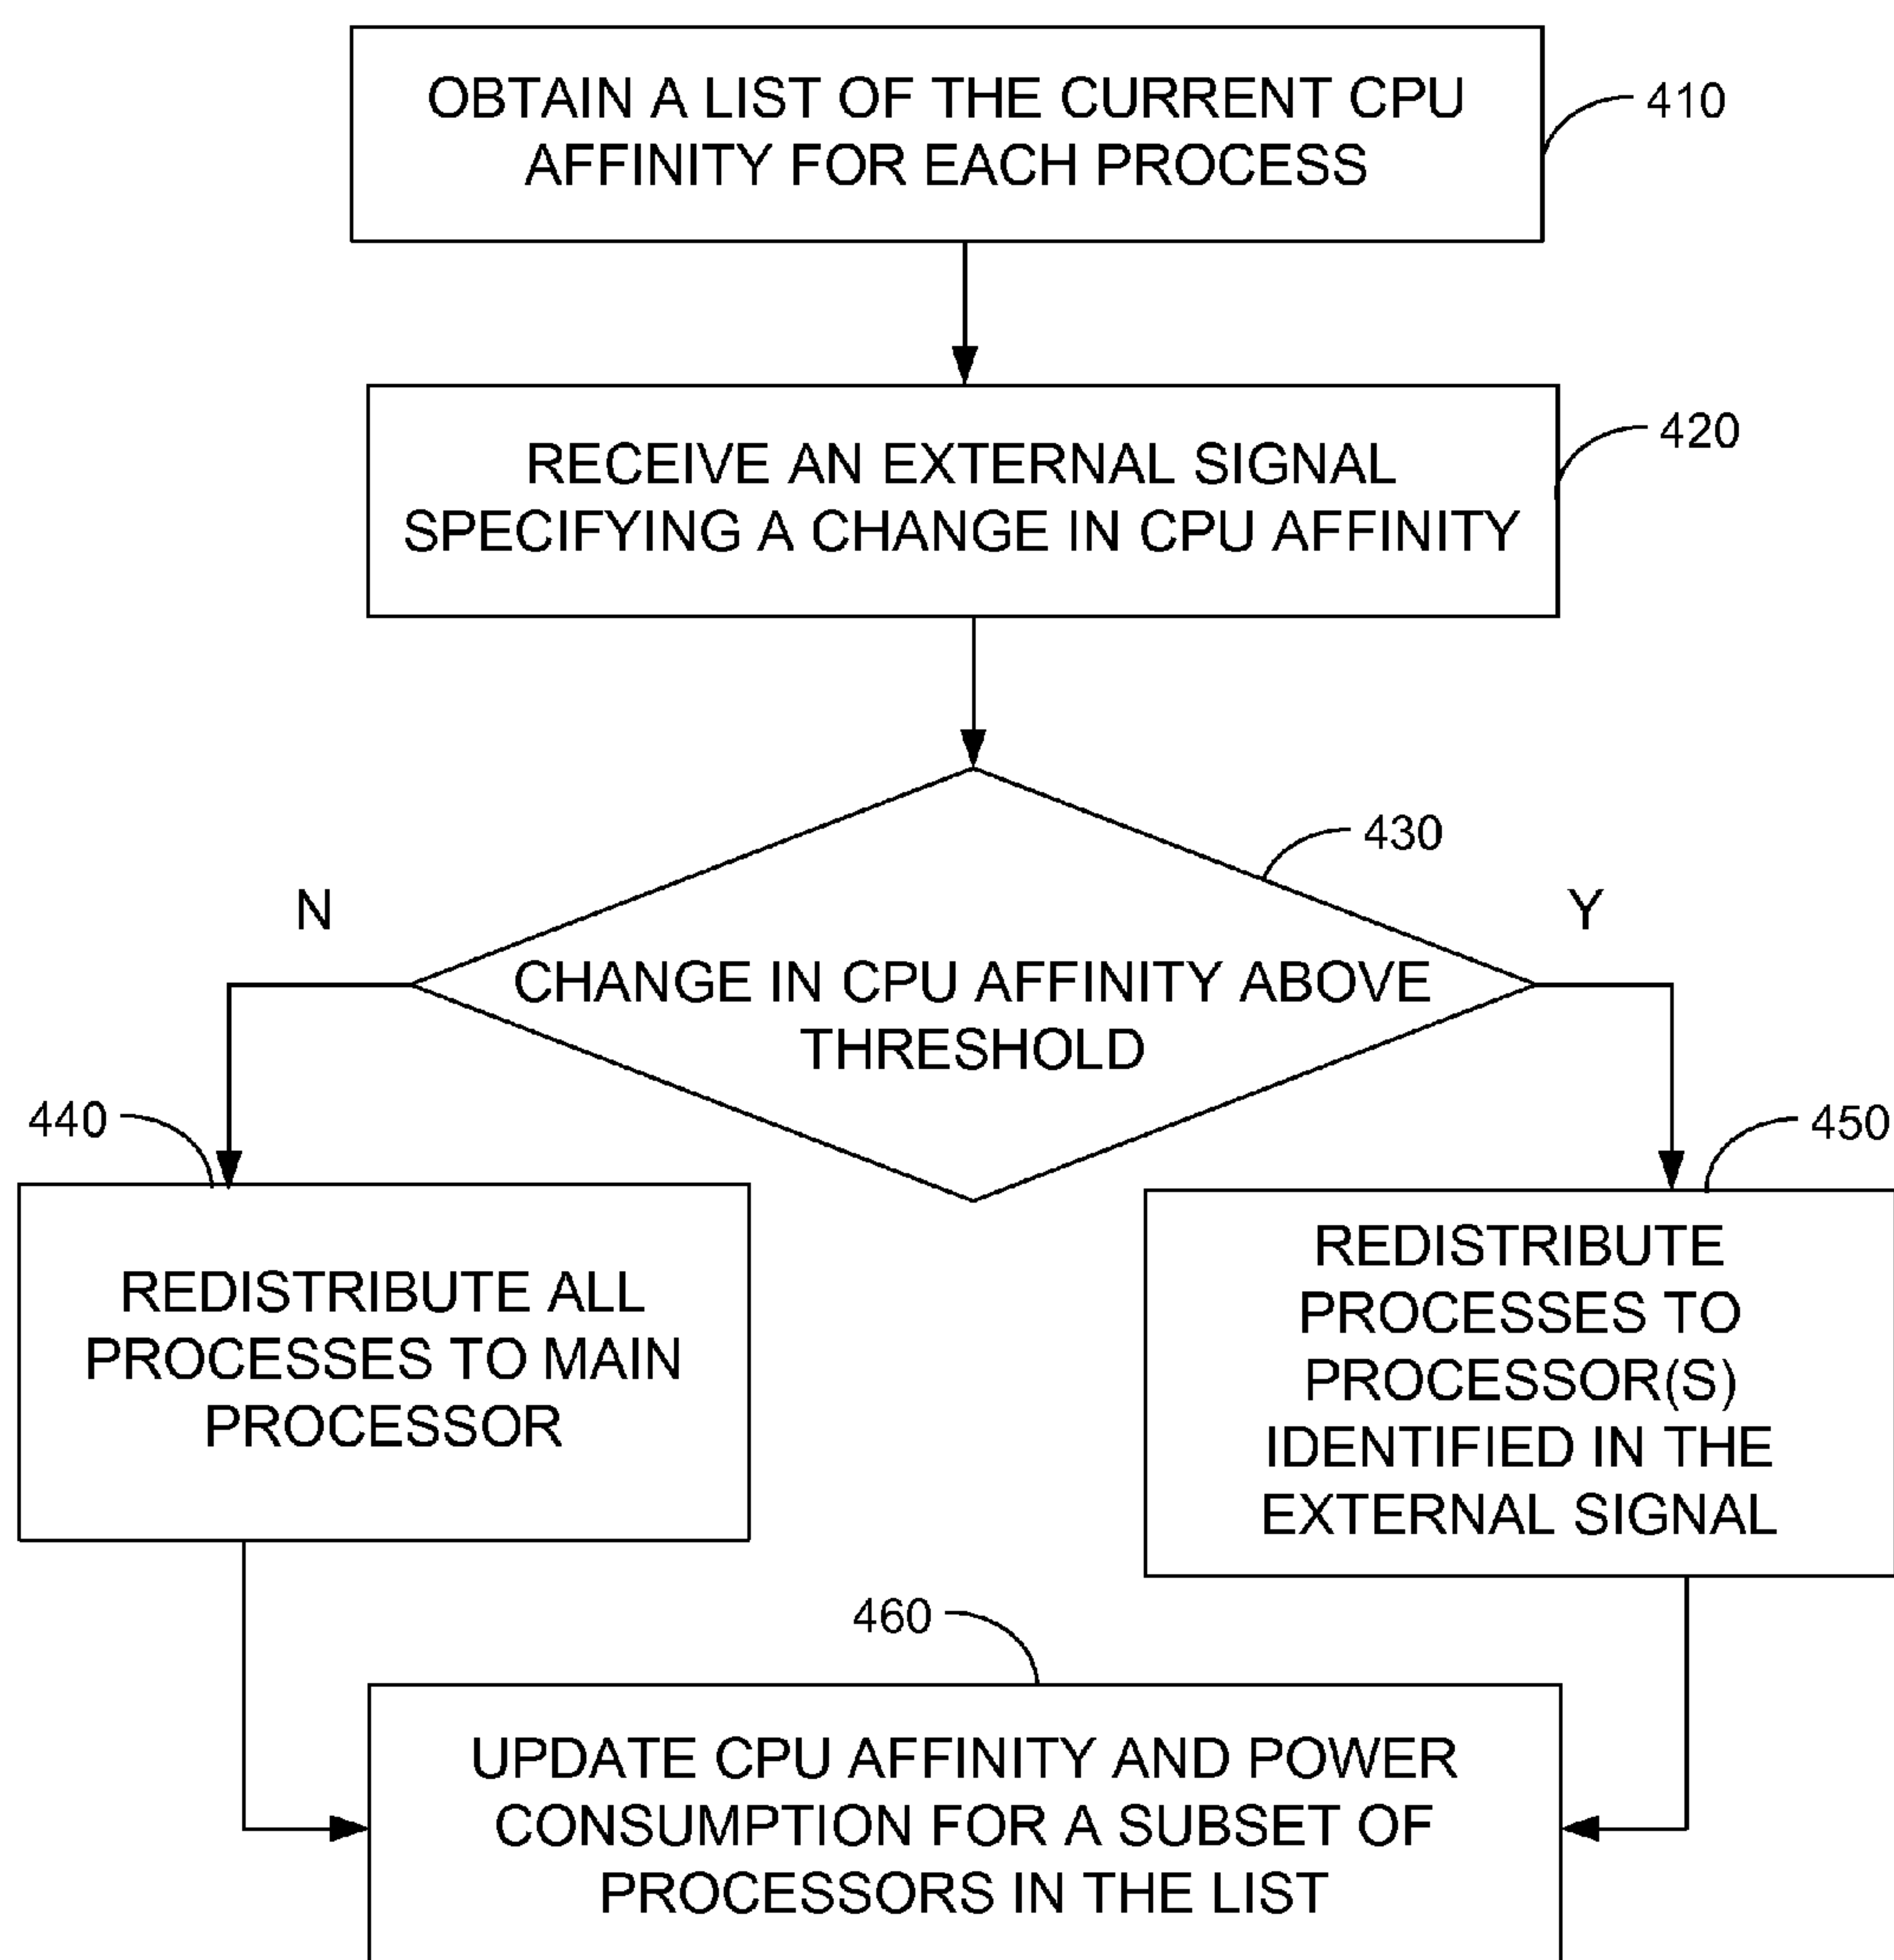 OBTAIN A LIST OF THE CURRENT CPU
AFFINITY FOR EACH PROCESS
410
RECEIVE AN EXTERNAL SIGNAL
SPECIFYING A CHANGE IN CPU AFFINITY
420
430
N
Y
CHANGE IN CPU AFFINITY ABOVE
THRESHOLD
440
REDISTRIBUTE ALL
PROCESSES TO MAIN
PROCESSOR
450
REDISTRIBUTE
PROCESSES TO
PROCESSOR(S)
IDENTIFIED IN THE
EXTERNAL SIGNAL
460
UPDATE CPU AFFINITY AND POWER
CONSUMPTION FOR A SUBSET OF
PROCESSORS IN THE LIST